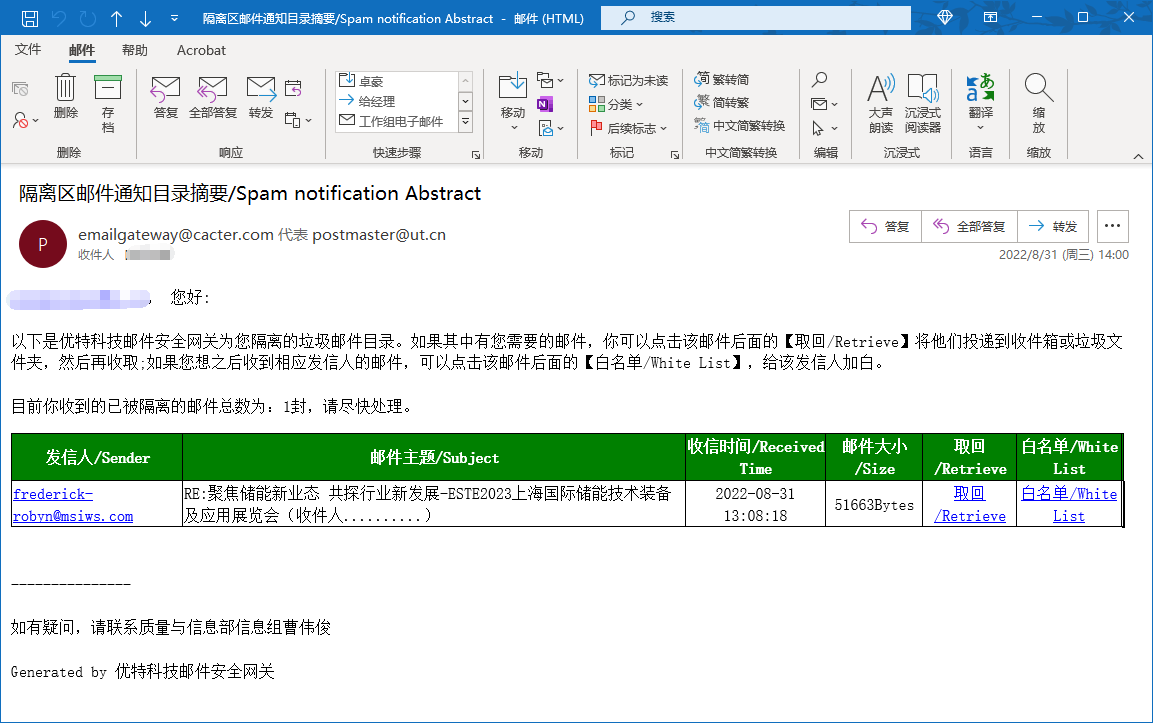 隔离区邮件通知目录摘要/Spam notification Abstract - 邮件 (HTML)
搜索
文件 邮件 帮助 Acrobat
删除 存档 答复 全部答复 转发 卓豪 给经理 工作组电子邮件 移动 标记为未读 分类 后续标志 繁转简 简转繁 中文简繁转换 大声朗读 沉浸式阅读器 翻译 缩放
删除 响应 快速步骤 移动 标记 中文简繁转换 编辑 沉浸式 语言 缩放
隔离区邮件通知目录摘要/Spam notification Abstract
P
emailgateway@cacter.com 代表 postmaster@ut.cn
收件人
答复 全部答复 转发
2022/8/31 (周三) 14:00
， 您好:
以下是优特科技邮件安全网关为您隔离的垃圾邮件目录。如果其中有您需要的邮件，你可以点击该邮件后面的【取回/Retrieve】将他们投递到收件箱或垃圾文
件夹，然后再收取;如果您想之后收到相应发信人的邮件，可以点击该邮件后面的【白名单/White List】，给该发信人加白。
目前你收到的已被隔离的邮件总数为：1封，请尽快处理。
发信人/Sender 邮件主题/Subject 收信时间/Received Time 邮件大小/Size 取回/Retrieve 白名单/White List
frederick-robyn@msiws.com RE:聚焦储能新业态 共探行业新发展-ESTE2023上海国际储能技术装备及应用展览会（收件人..........） 2022-08-31 13:08:18 51663Bytes 取回/Retrieve 白名单/White List
---------------
如有疑问，请联系质量与信息部信息组曹伟俊
Generated by 优特科技邮件安全网关